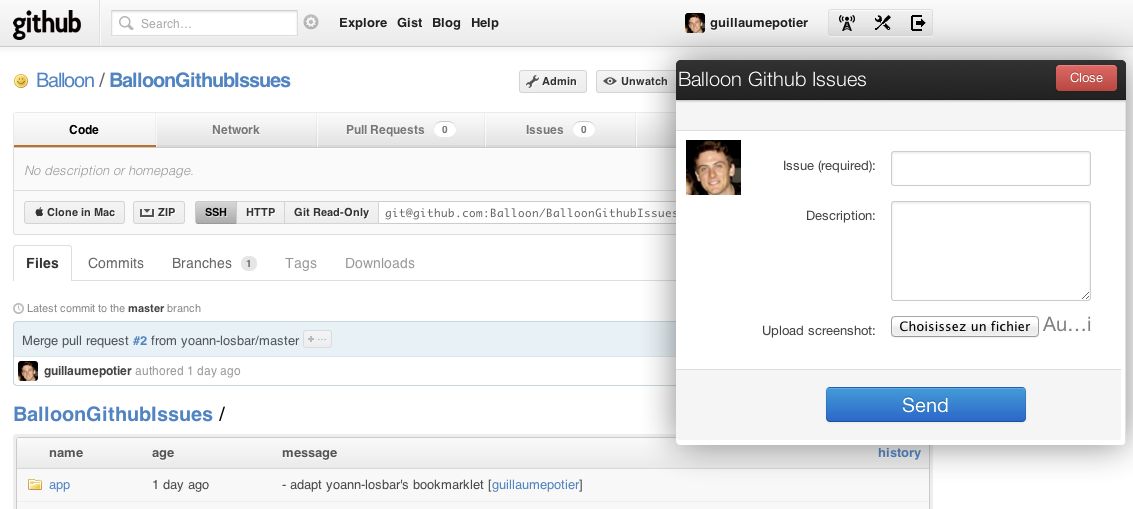 github Search... Explore Gist Blog Help guillaumepotier
Balloon / BalloonGithubIssues Admin Unwatch
Code Network Pull Requests 0 Issues 0
No description or homepage.
Clone in Mac ZIP SSH HTTP Git Read-Only git@github.com:Balloon/BalloonGithubIssues
Files Commits Branches 1 Tags Downloads
Latest commit to the master branch
Merge pull request #2 from yoann-losbar/master + ...
guillaumepotier authored 1 day ago
BalloonGithubIssues /
name age message history
app 1 day ago - adapt yoann-losbar's bookmarklet [guillaumepotier]
Balloon Github Issues Close
Issue (required):
Description:
Upload screenshot: Choisissez un fichier Au…i
Send